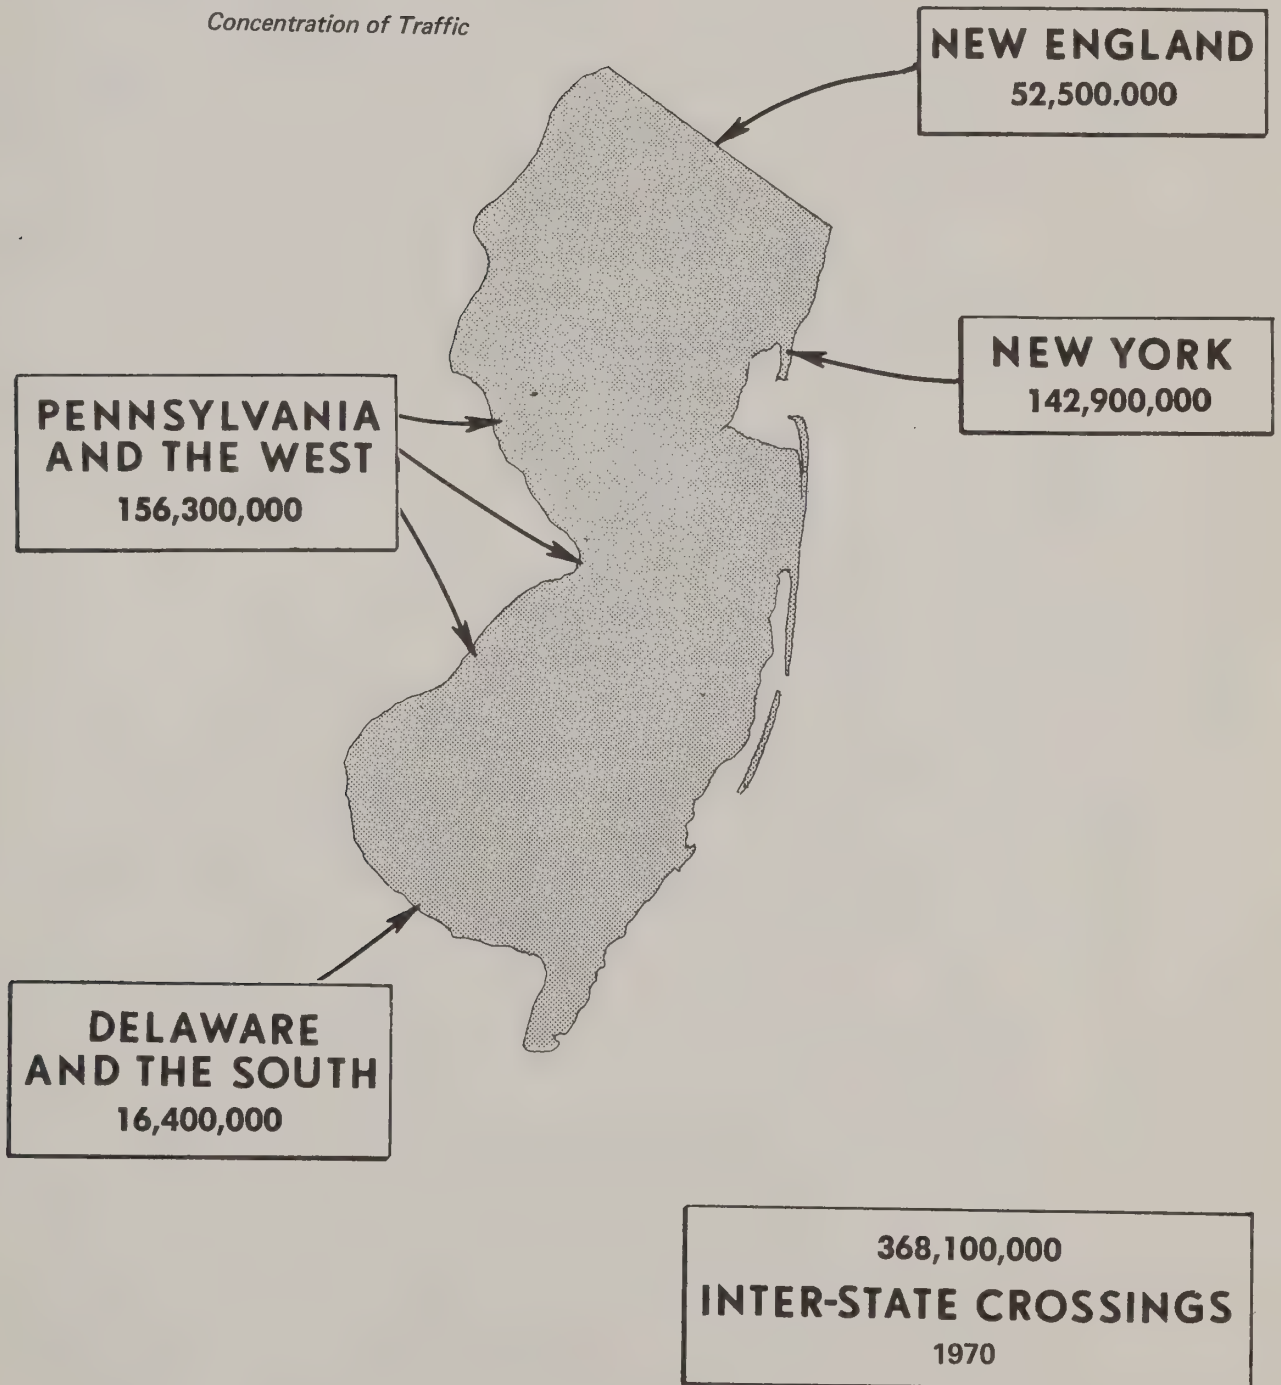 Concentration of Traffic
NEW ENGLAND
52,500.000
NEW YORK
142,900,000
PENNSYLVANIA
AND THE WEST
156,300,000
DELAWARE
AND THE SOUTH
16,400,000
368,100,000
INTER-STATE CROSSINGS
1970